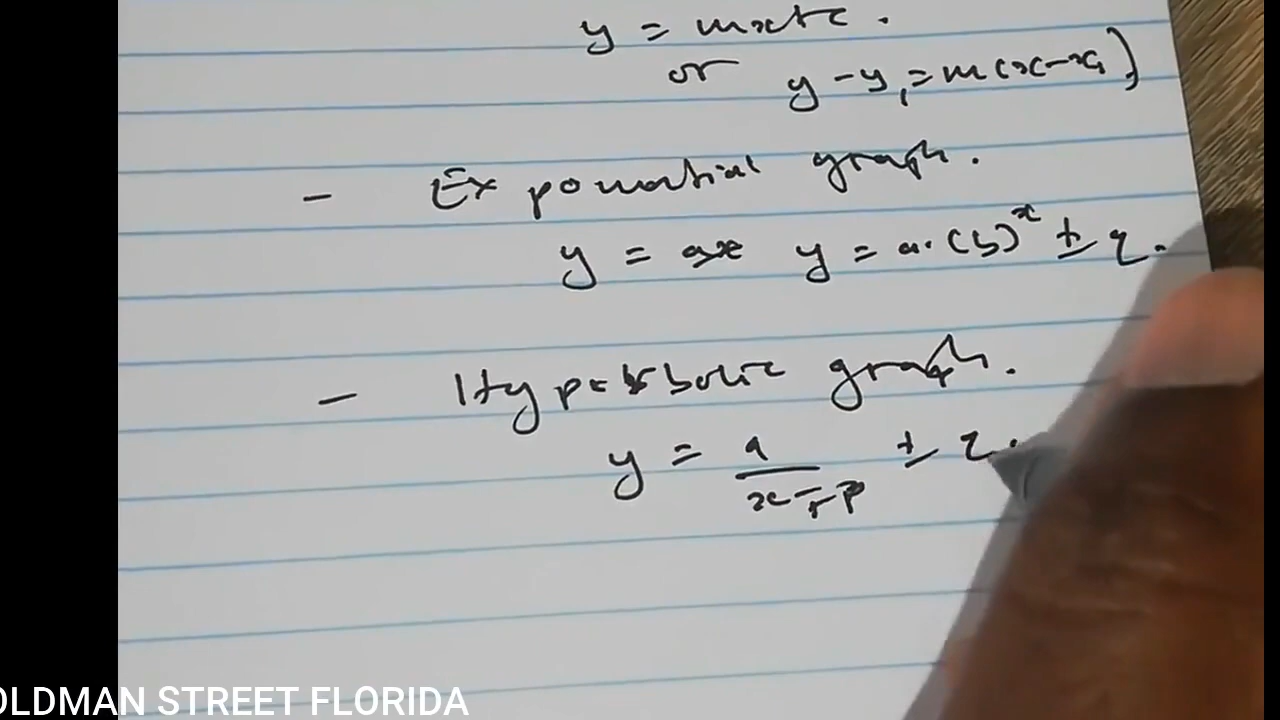 y = mx+c.
or y - y₁ = m(x - x₁)
- Exponential graph.
y = ax y = a.(b)^x ± q.
- Hyperbolic graph.
y = a/(x ∓ p) ± q.
OLDMAN STREET FLORIDA